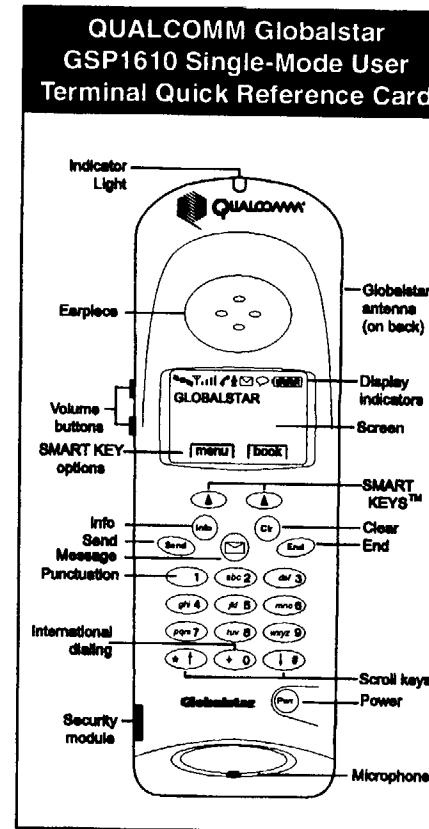 QUALCOMM Globalstar
GSP1610 Single-Mode User
Terminal Quick Reference Card
Indicator
Light
QUALCOMM
Globalstar
antenna
(on back)
Earpiece
Display
indicators
GLOBALSTAR
Volume
buttons
Screen
SMART KEY
options
menu book
SMART
KEYS™
Info
Info
Clr
Clear
Send
Send
End
End
Message
Punctuation
1 abc 2 def 3
ghi 4 jkl 5 mno 6
pqrs 7 tuv 8 wxyz 9
International
dialing
* ↑ + 0 ↓ #
Scroll keys
Globalstar
Pwr
Power
Security
module
Microphone